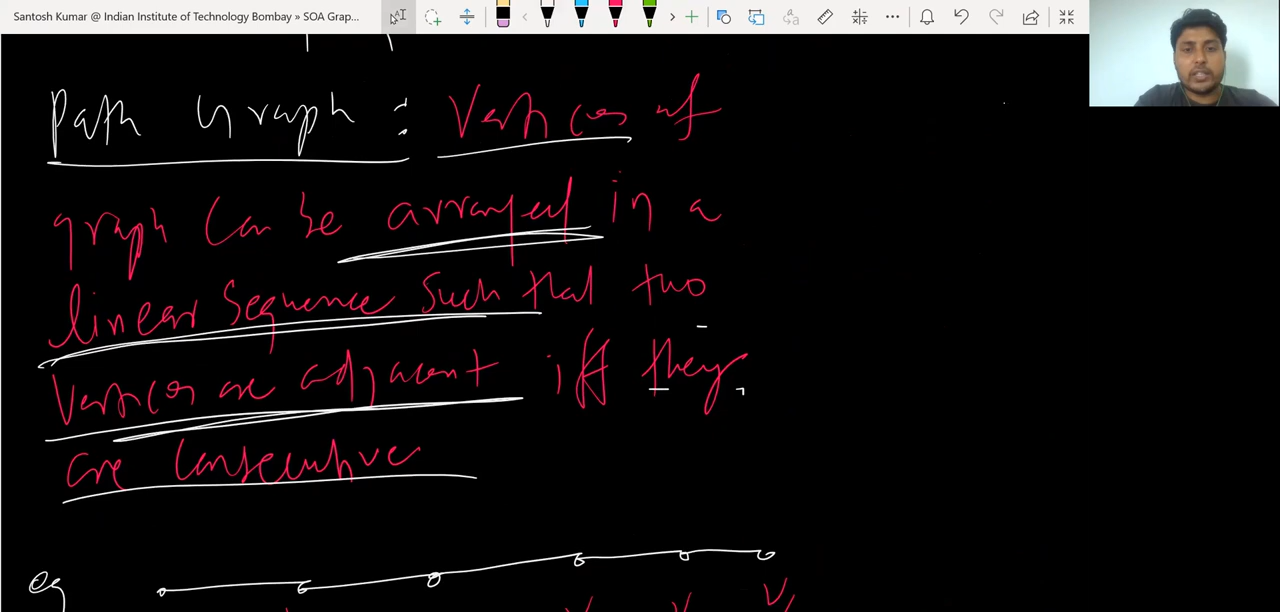 Santosh Kumar @ Indian Institute of Technology Bombay » SOA Grap...
Path Graph : Vertices of
graph can be arranged in a
linear sequence such that two
vertices are adjacent iff they
are consecutive
eg
V V V